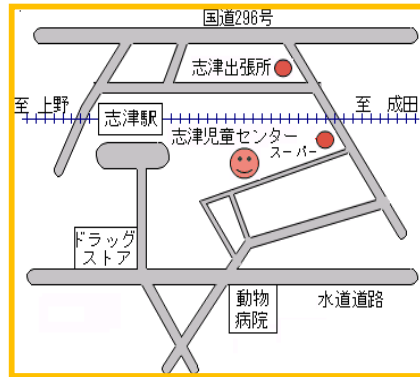 国道296号
志津出張所
至 上野
至 成田
志津駅
志津児童センター
スーパー
ドラッグ
ストア
動物
病院
水道道路